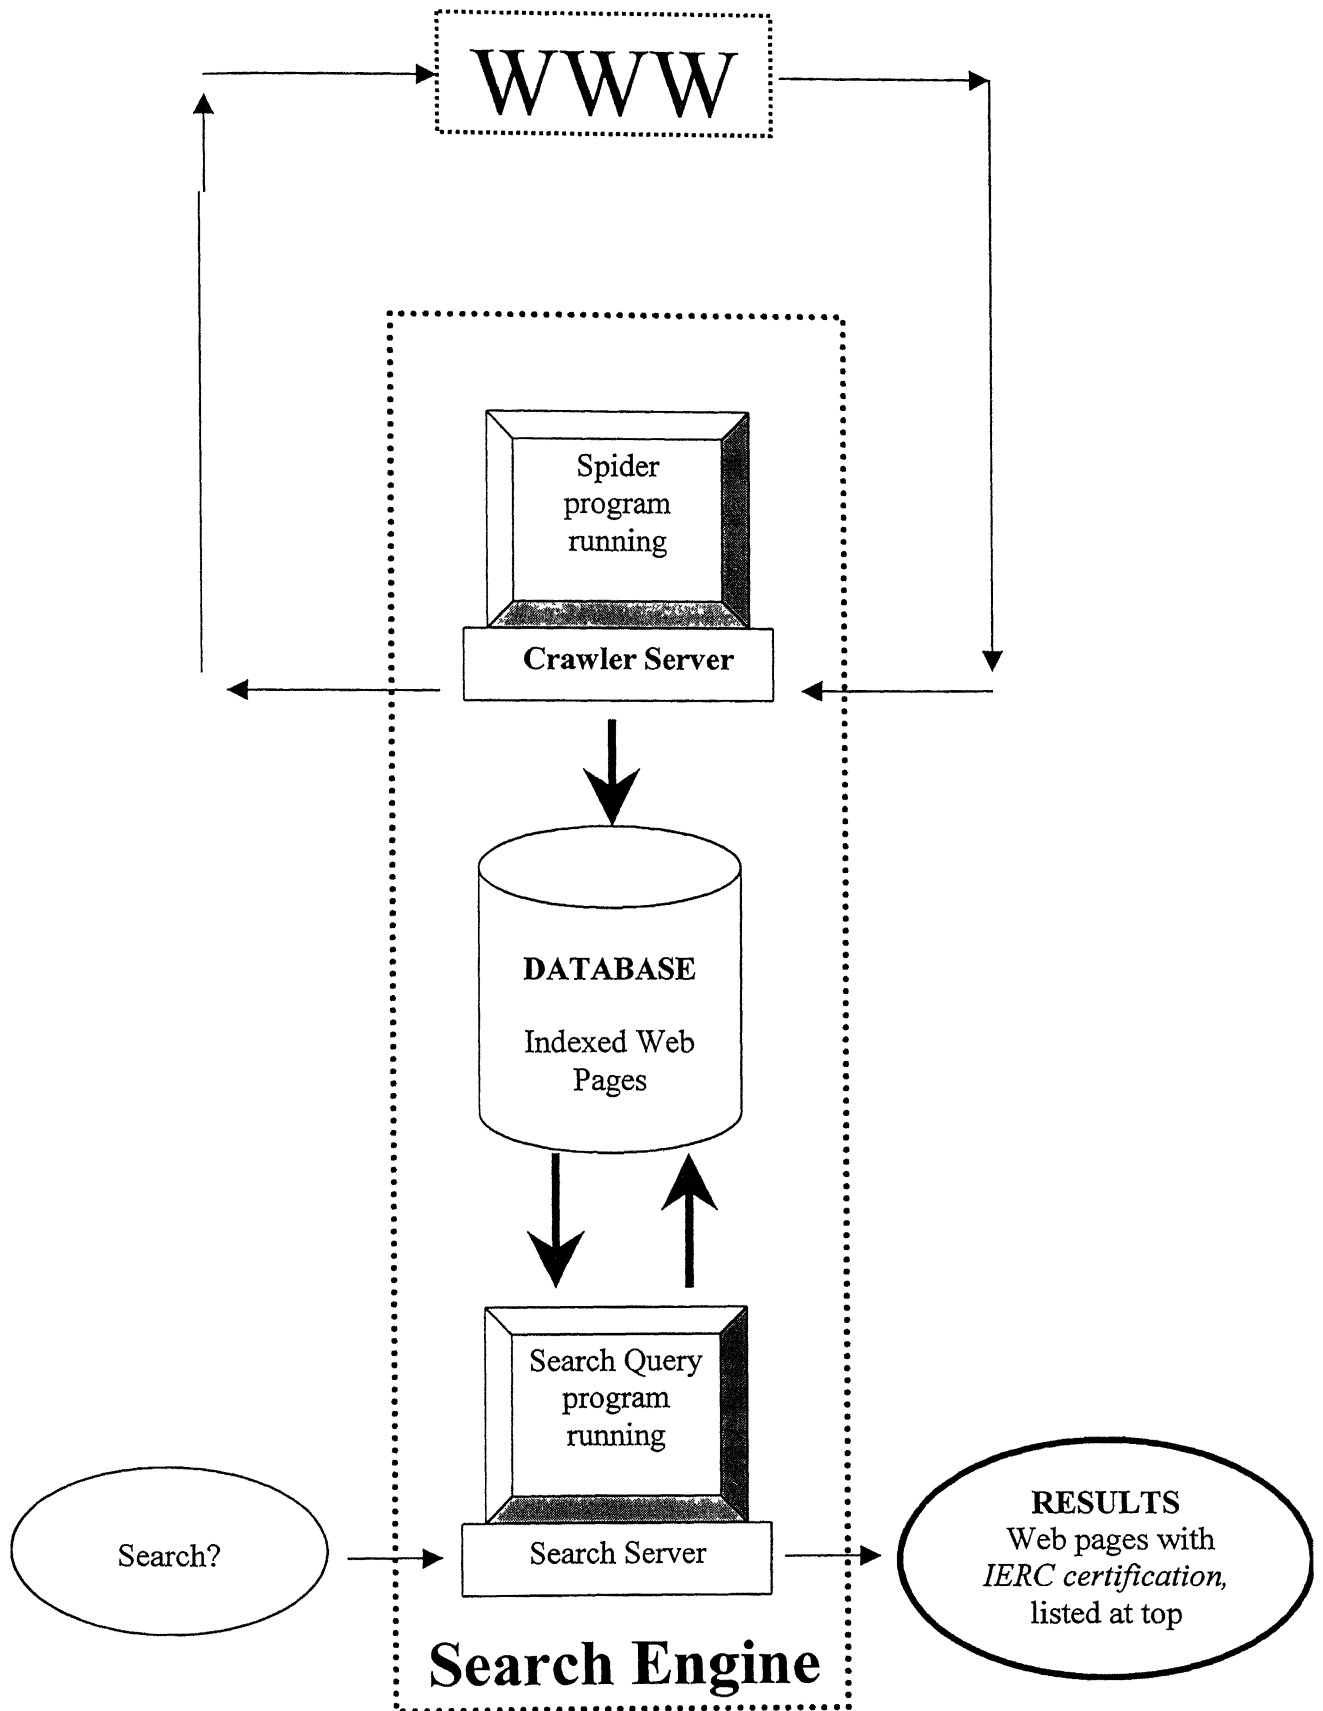 WWW
Spider
program
running
Crawler Server
DATABASE
Indexed Web
Pages
Search Query
program
running
Search Server
Search?
RESULTS
Web pages with
IERC certification,
listed at top
Search Engine